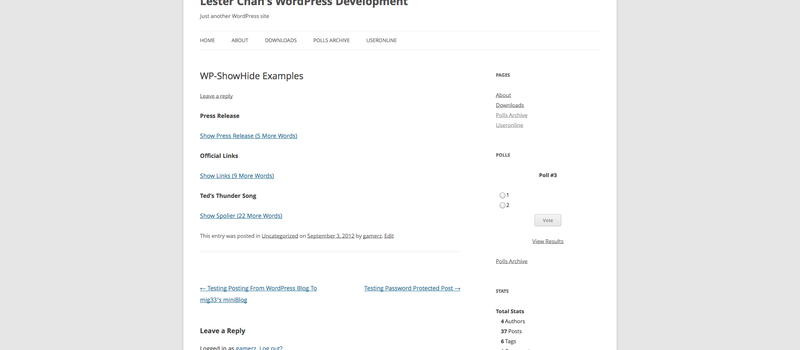 Lester Chan's WordPress Development
Just another WordPress site
HOME ABOUT DOWNLOADS POLLS ARCHIVE USERONLINE
WP-ShowHide Examples
Leave a reply
Press Release
Show Press Release (5 More Words)
Official Links
Show Links (9 More Words)
Ted's Thunder Song
Show Spolier (22 More Words)
This entry was posted in Uncategorized on September 3, 2012 by gamerz. Edit
← Testing Posting From WordPress Blog To
mig33's miniBlog
Testing Password Protected Post →
Leave a Reply
Logged in as gamerz. Log out?
PAGES
About
Downloads
Polls Archive
Useronline
POLLS
Poll #3
1
2
Vote
View Results
Polls Archive
STATS
Total Stats
4 Authors
37 Posts
6 Tags